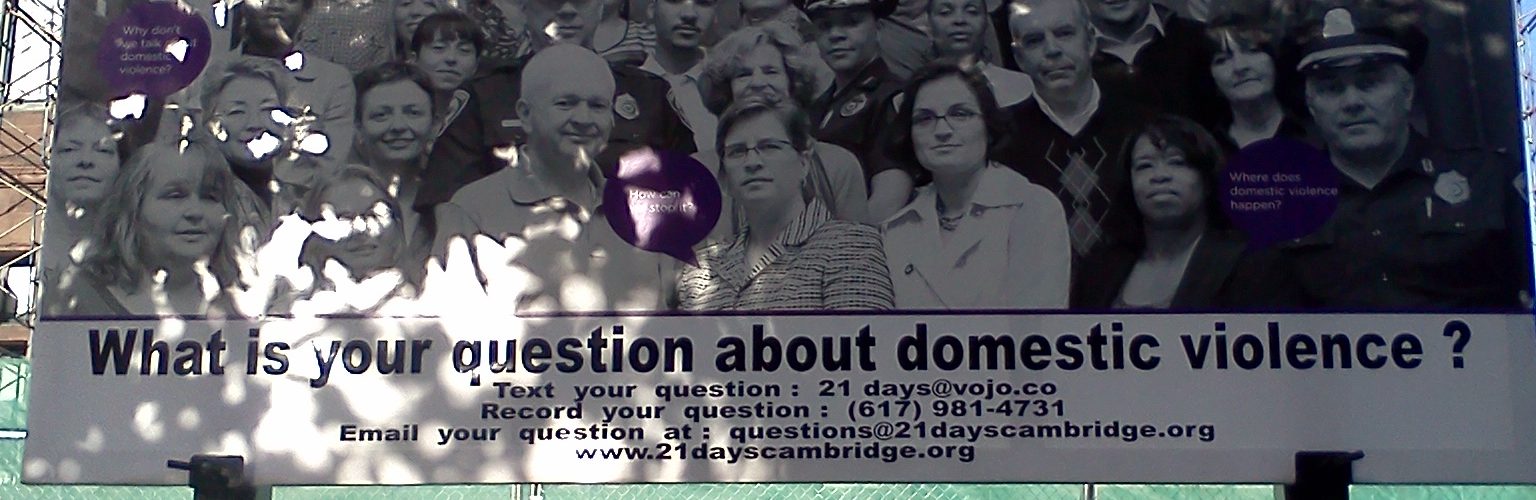 Why don't
we talk about
domestic
violence?
How can
stop it?
Where does
domestic violence
happen?
What is your question about domestic violence ?
Text your question : 21 days@vojo.co
Record your question : (617) 981-4731
Email your question at : questions@21dayscambridge.org
www.21dayscambridge.org